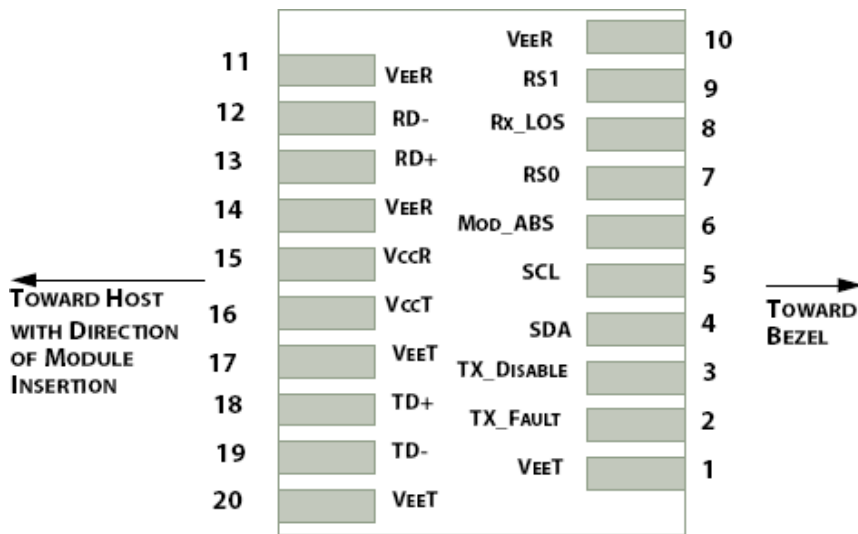 11 VEER
12 RD-
13 RD+
14 VEER
15 VCCR
16 VCCT
17 VEET
18 TD+
19 TD-
20 VEET
VEER 10
RS1 9
RX_LOS 8
RS0 7
MOD_ABS 6
SCL 5
SDA 4
TX_DISABLE 3
TX_FAULT 2
VEET 1
TOWARD HOST
WITH DIRECTION
OF MODULE
INSERTION
TOWARD
BEZEL